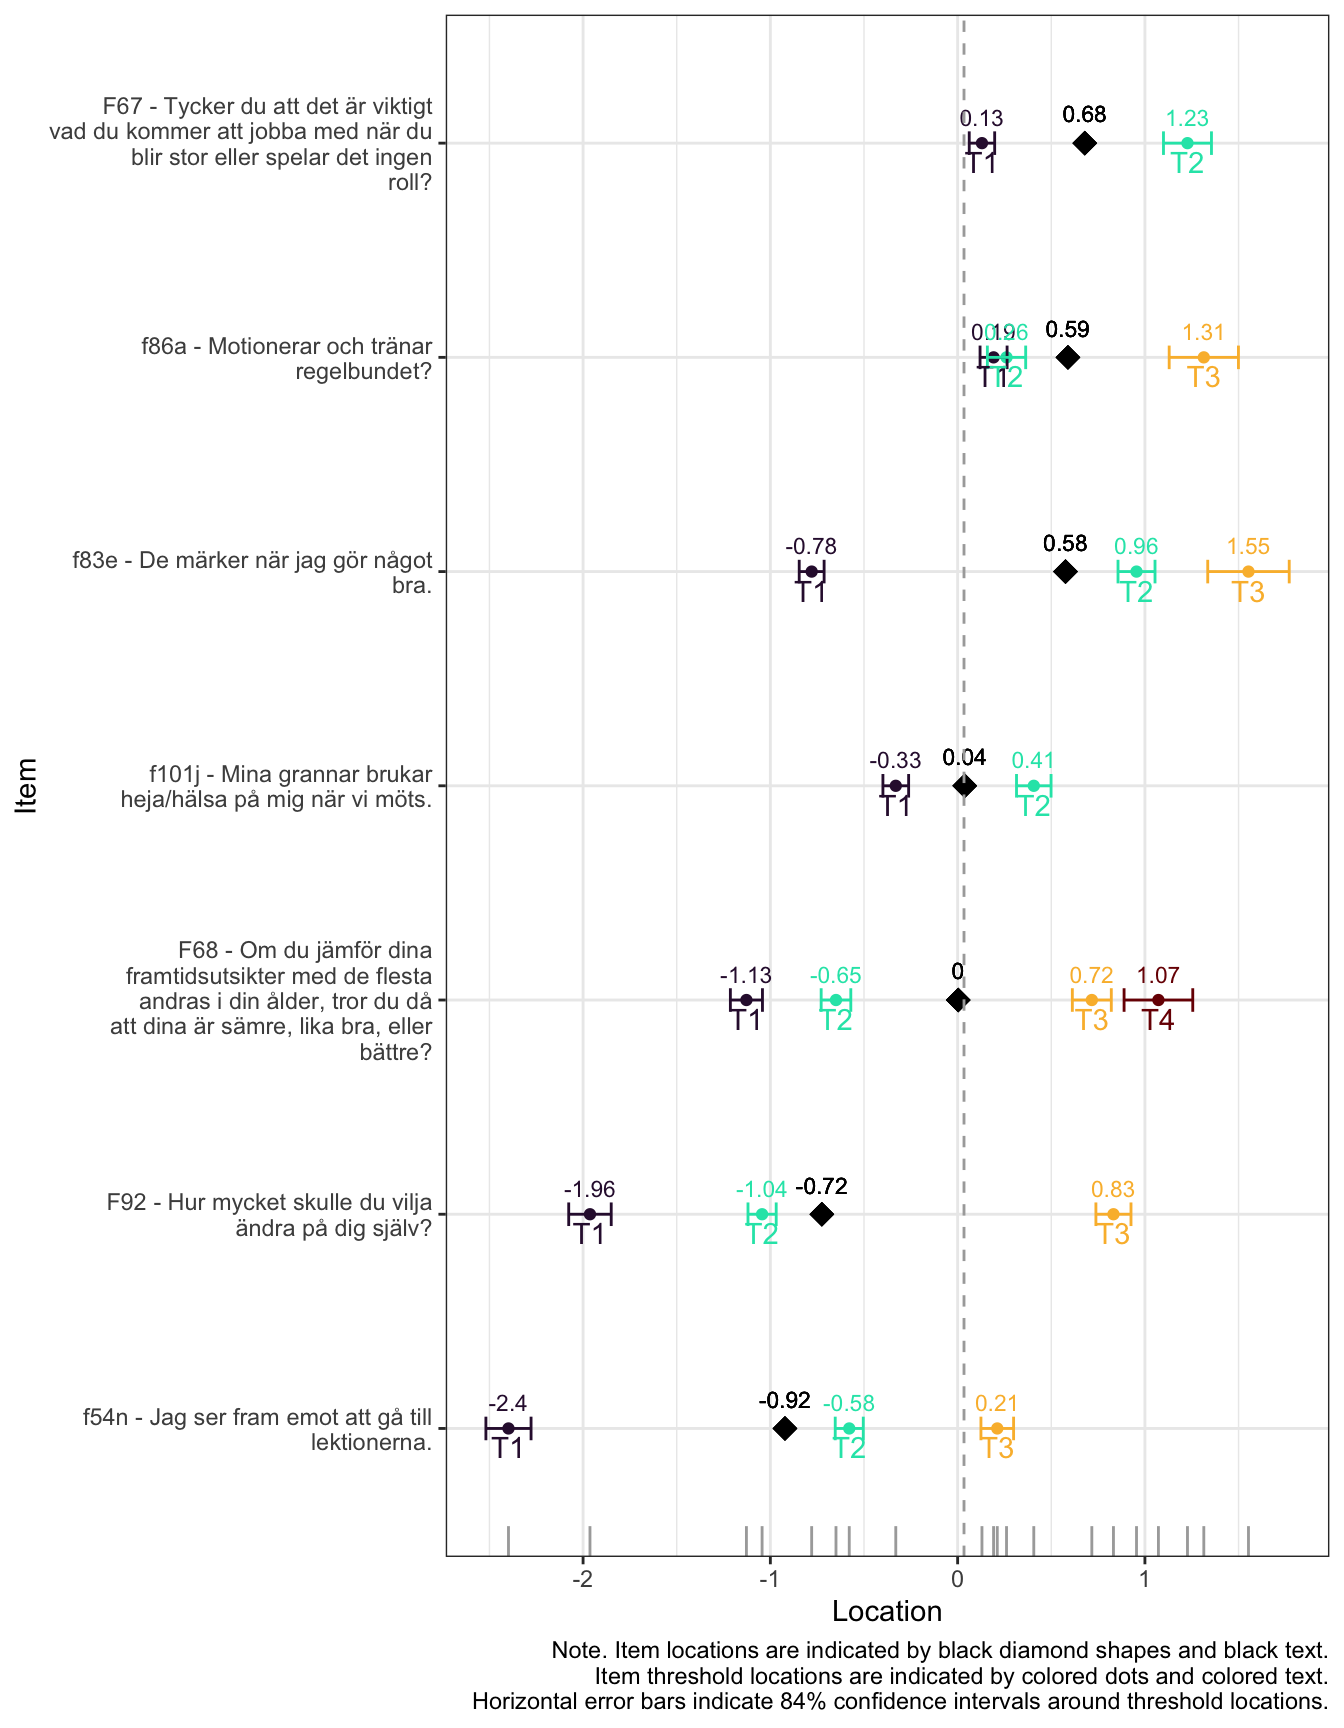 F67 - Tycker du att det är viktigt
vad du kommer att jobba med när du
blir stor eller spelar det ingen
roll?
0.13
0.68
1.23
T1
T2
f86a - Motionerar och tränar
regelbundet?
0.19
0.26
0.59
1.31
T1
T2
T3
f83e - De märker när jag gör något
bra.
-0.78
0.58
0.96
1.55
T1
T2
T3
f101j - Mina grannar brukar
heja/hälsa på mig när vi möts.
-0.33
0.04
0.41
T1
T2
F68 - Om du jämför dina
framtidsutsikter med de flesta
andras i din ålder, tror du då
att dina är sämre, lika bra, eller
bättre?
-1.13
-0.65
0
0.72
1.07
T1
T2
T3
T4
F92 - Hur mycket skulle du vilja
ändra på dig själv?
-1.96
-1.04
-0.72
0.83
T1
T2
T3
f54n - Jag ser fram emot att gå till
lektionerna.
-2.4
-0.92
-0.58
0.21
T1
T2
T3
Item
-2
-1
0
1
Location
Note. Item locations are indicated by black diamond shapes and black text.
Item threshold locations are indicated by colored dots and colored text.
Horizontal error bars indicate 84% confidence intervals around threshold locations.